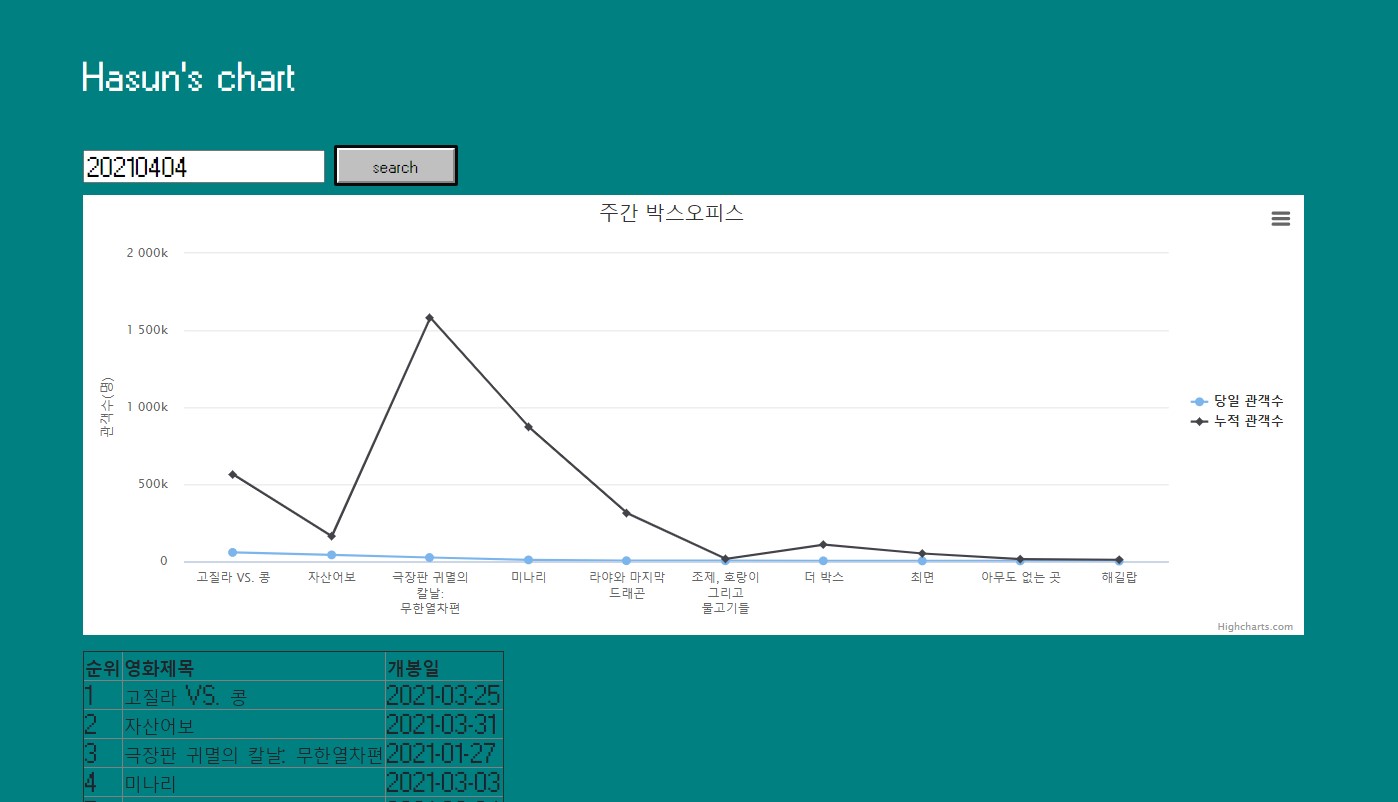 Hasun's chart
20210404 search
주간 박스오피스
2 000k
1 500k
1 000k
500k
0
관객수(명)
당일 관객수
누적 관객수
고질라 VS. 콩
자산어보
극장판 귀멸의
칼날:
무한열차편
미나리
라야와 마지막
드래곤
조제, 호랑이
그리고
물고기들
더 박스
최면
아무도 없는 곳
해길랍
Highcharts.com
순위 영화제목 개봉일
1 고질라 VS. 콩 2021-03-25
2 자산어보 2021-03-31
3 극장판 귀멸의 칼날: 무한열차편 2021-01-27
4 미나리 2021-03-03